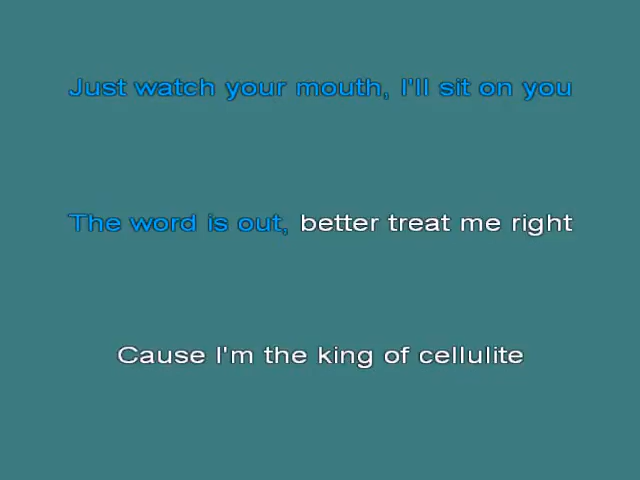 Just watch your mouth, I'll sit on you
The word is out, better treat me right
Cause I'm the king of cellulite